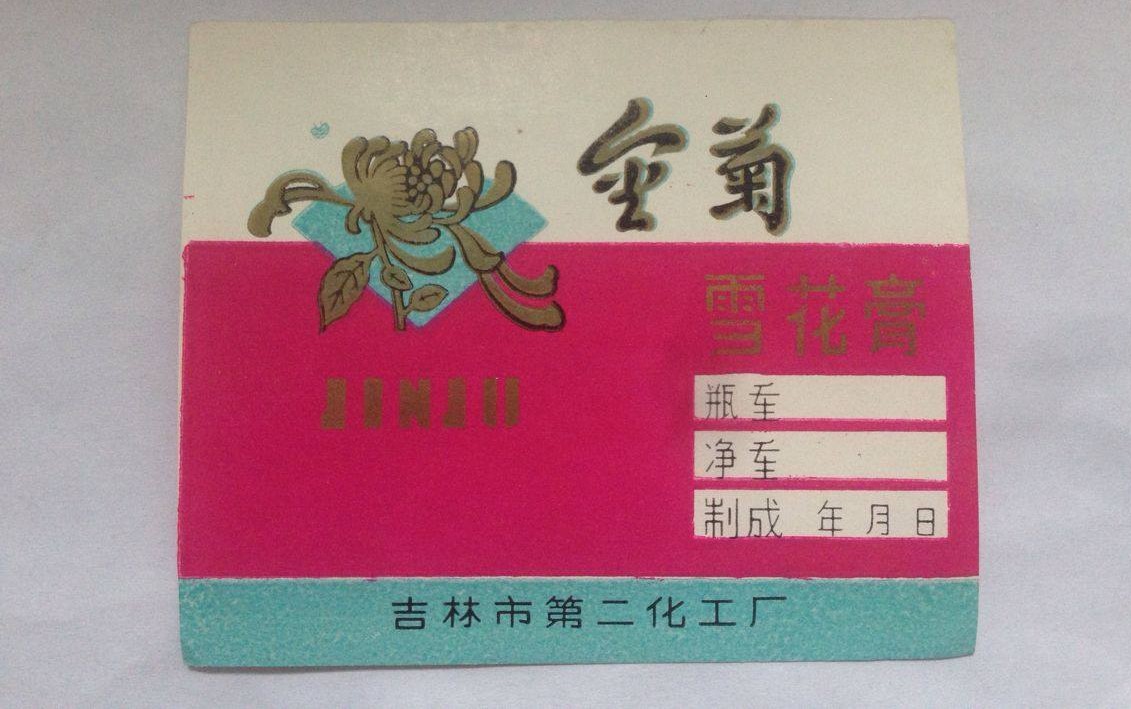 金菊
雪花膏
JINJU
瓶重
净重
制成 年月日
吉林市第二化工厂